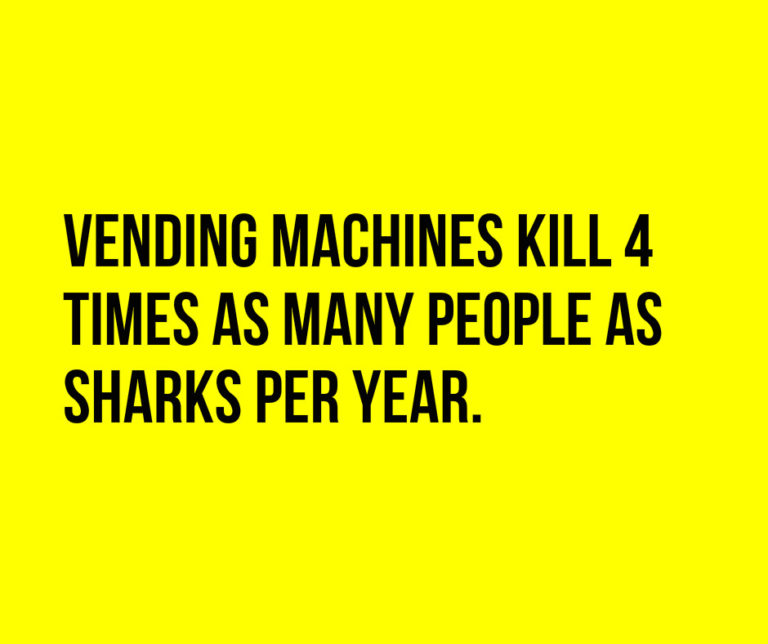 VENDING MACHINES KILL 4
TIMES AS MANY PEOPLE AS
SHARKS PER YEAR.